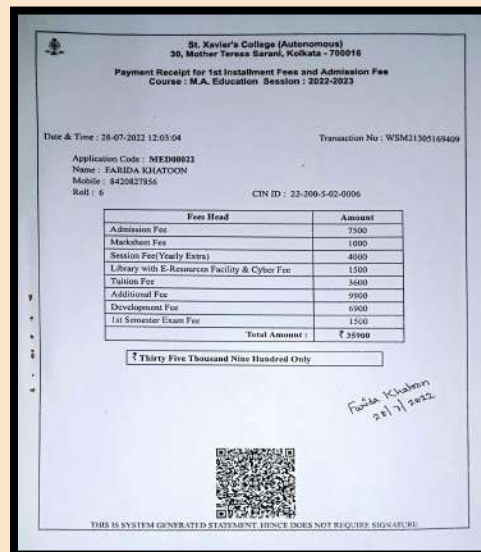 St. Xavier's College (Autonomous)
30, Mother Teresa Sarani, Kolkata - 700016
Payment Receipt for 1st Installment Fees and Admission Fee
Course : M.A. Education Session : 2022-2023
Date & Time : 28-07-2022 12:03:04 Transaction No : WSM21305169409
Application Code : MED00022
Name : FARIDA KHATOON
Mobile : 8420827856
Roll : 6 CIN ID : 22-200-5-02-0006
Fees Head Amount
Admission Fee 7500
Marksheet Fee 1000
Session Fee(Yearly Extra) 4000
Library with E-Resources Facility & Cyber Fee 1500
Tuition Fee 3600
Additional Fee 9900
Development Fee 6900
1st Semester Exam Fee 1500
Total Amount : ₹ 35900
₹ Thirty Five Thousand Nine Hundred Only
Farida Khatoon
28/7/2022
THIS IS SYSTEM GENERATED STATEMENT. HENCE DOES NOT REQUIRE SIGNATURE